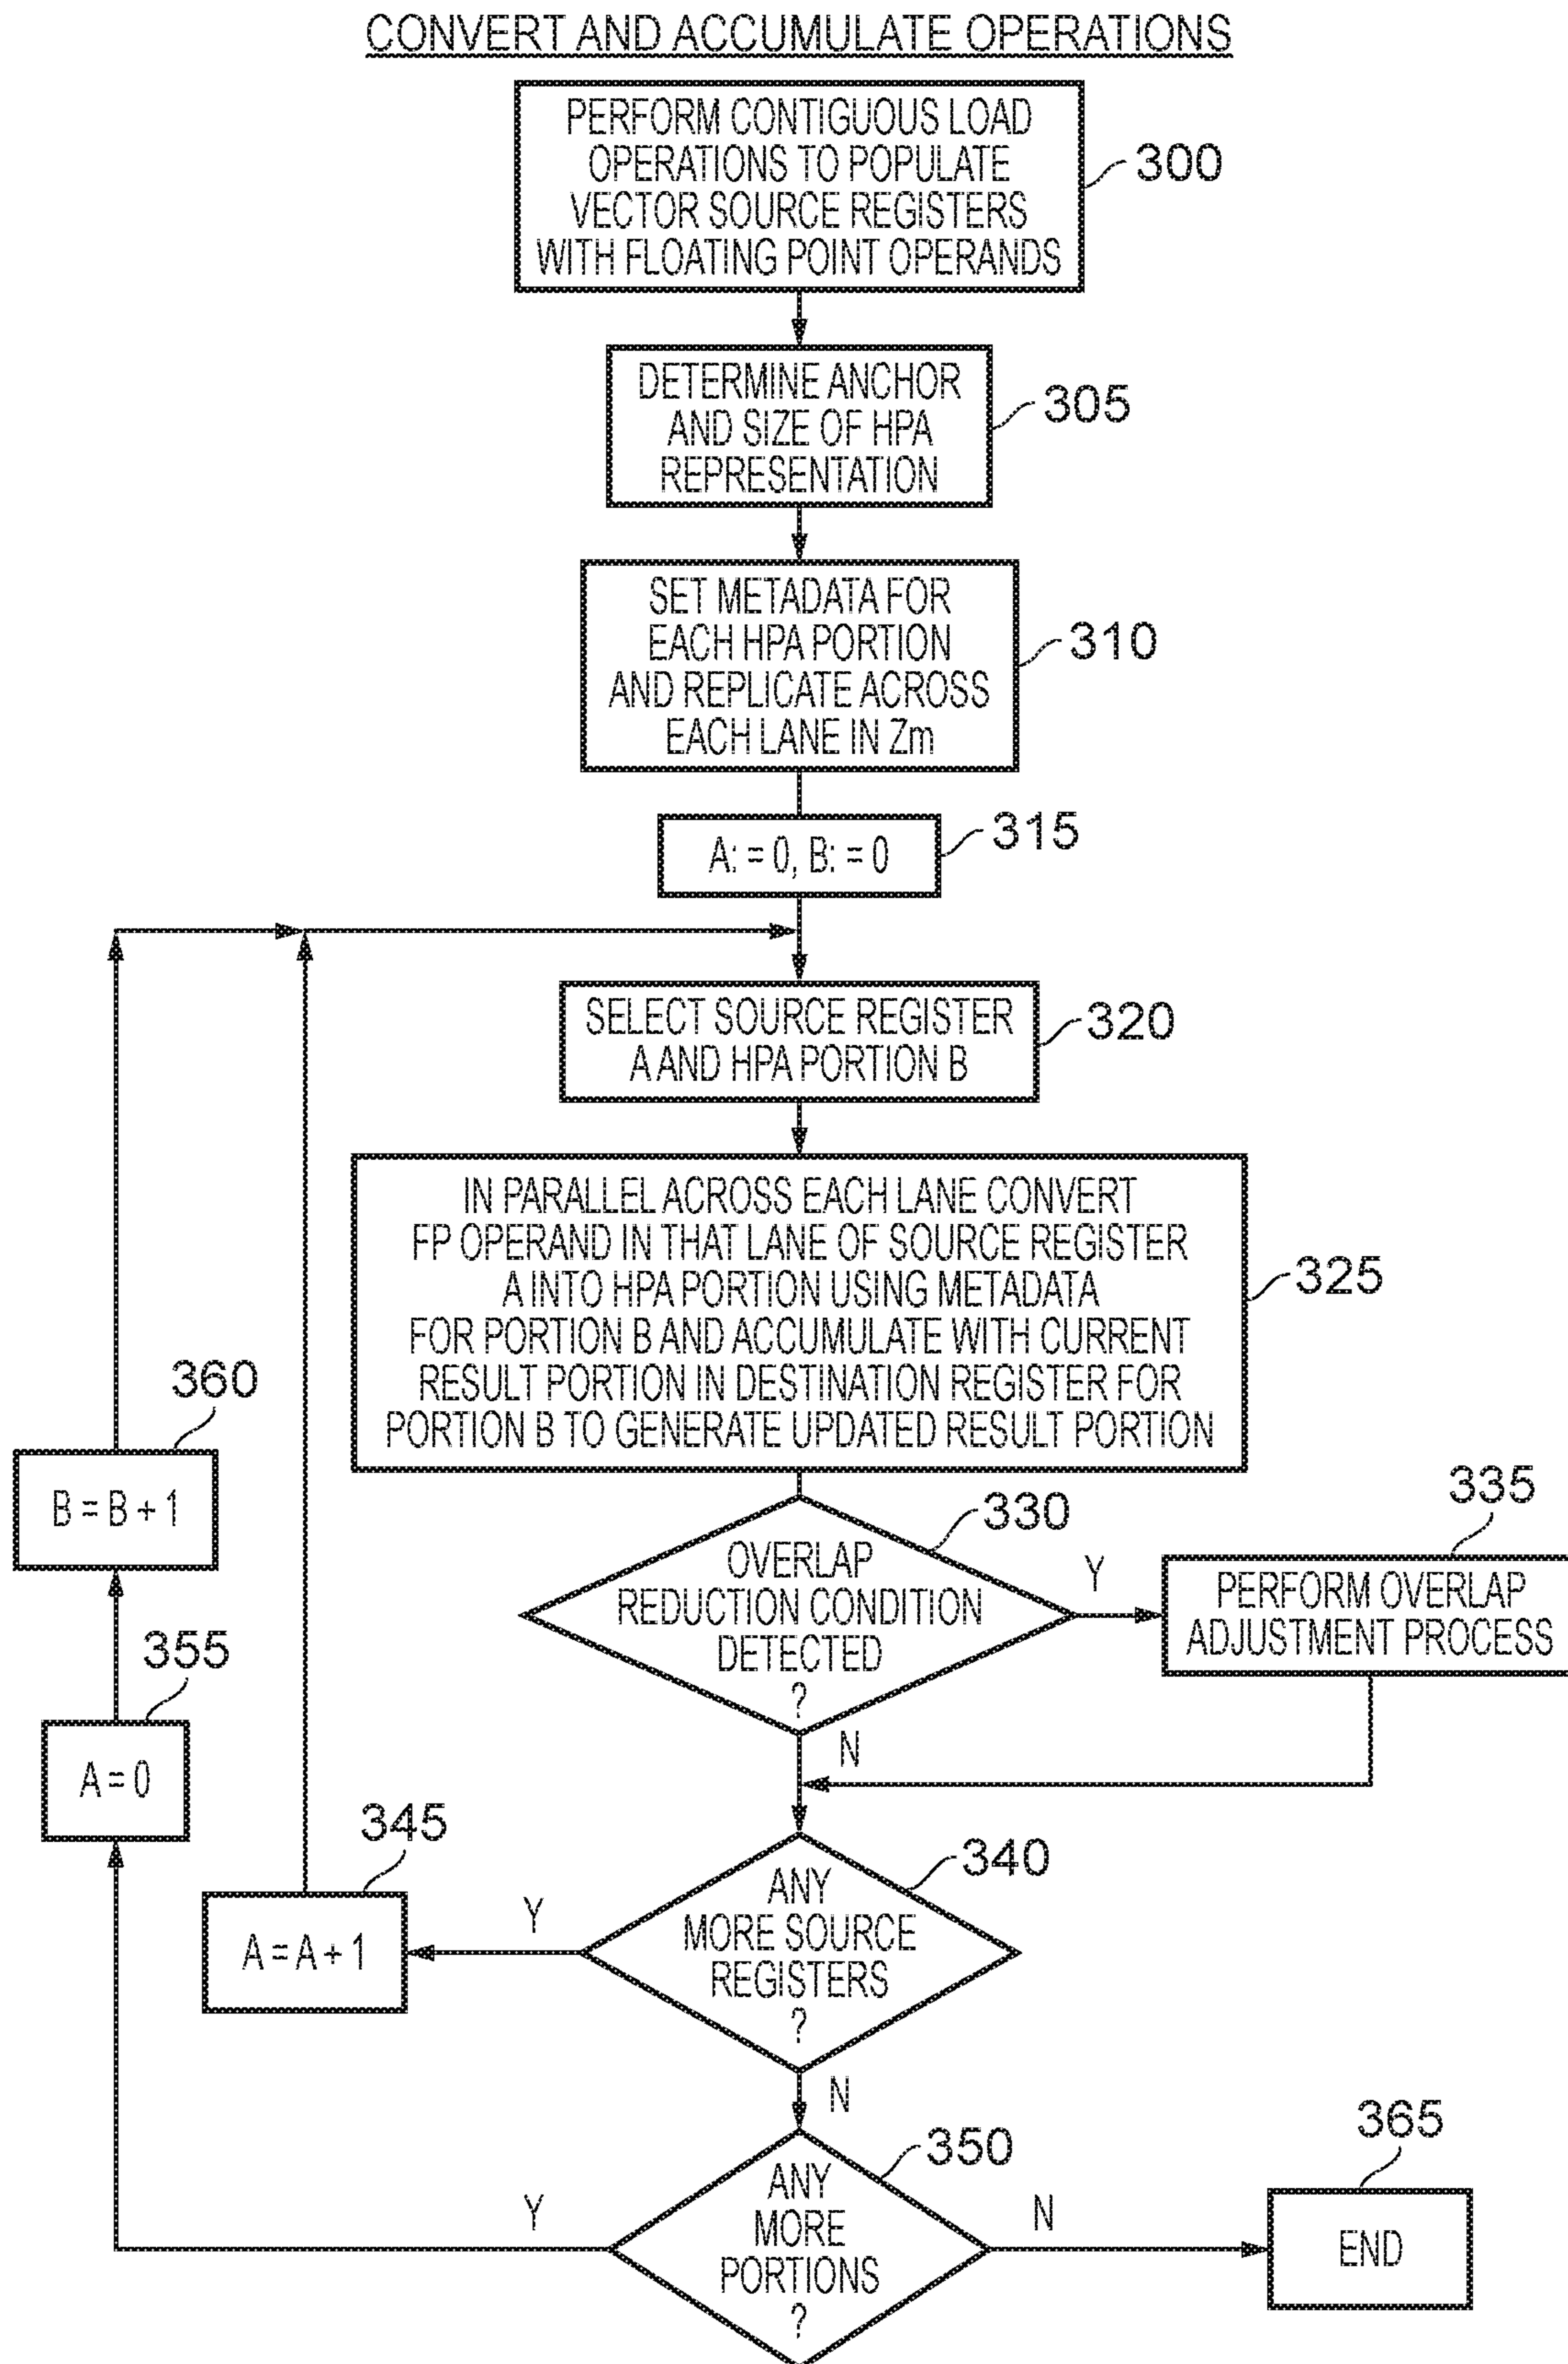 CONVERT AND ACCUMULATE OPERATIONS
PERFORM CONTIGUOUS LOAD
OPERATIONS TO POPULATE
VECTOR SOURCE REGISTERS
WITH FLOATING POINT OPERANDS
300
DETERMINE ANCHOR
AND SIZE OF HPA
REPRESENTATION
305
SET METADATA FOR
EACH HPA PORTION
AND REPLICATE ACROSS
EACH LANE IN Zm
310
A: = 0, B: = 0
315
SELECT SOURCE REGISTER
A AND HPA PORTION B
320
IN PARALLEL ACROSS EACH LANE CONVERT
FP OPERAND IN THAT LANE OF SOURCE REGISTER
A INTO HPA PORTION USING METADATA
FOR PORTION B AND ACCUMULATE WITH CURRENT
RESULT PORTION IN DESTINATION REGISTER FOR
PORTION B TO GENERATE UPDATED RESULT PORTION
325
OVERLAP
REDUCTION CONDITION
DETECTED
?
330
Y
PERFORM OVERLAP
ADJUSTMENT PROCESS
335
N
ANY
MORE SOURCE
REGISTERS
?
340
Y
A = A + 1
345
N
ANY
MORE
PORTIONS
?
350
Y
A = 0
355
B = B + 1
360
N
END
365